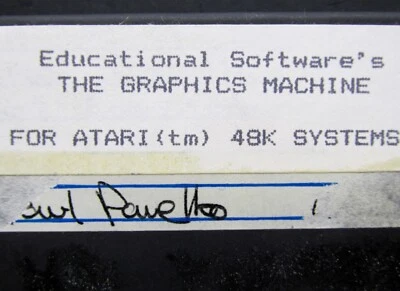 Educational Software's
THE GRAPHICS MACHINE
FOR ATARI(tm) 48K SYSTEMS